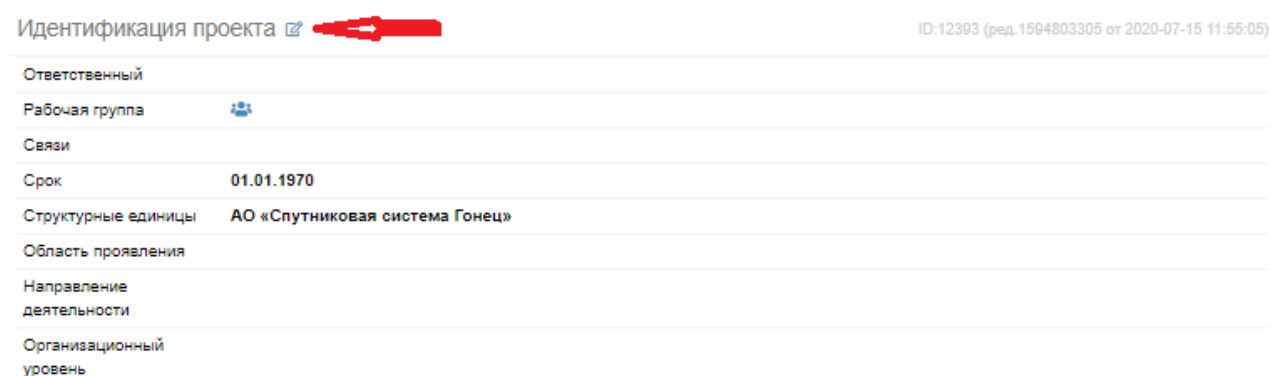 Идентификация проекта
ID:12393 (ред.1594803305 от 2020-07-15 11:55:05)
Ответственный
Рабочая группа
Связи
Срок 01.01.1970
Структурные единицы АО «Спутниковая система Гонец»
Область проявления
Направление
деятельности
Организационный
уровень